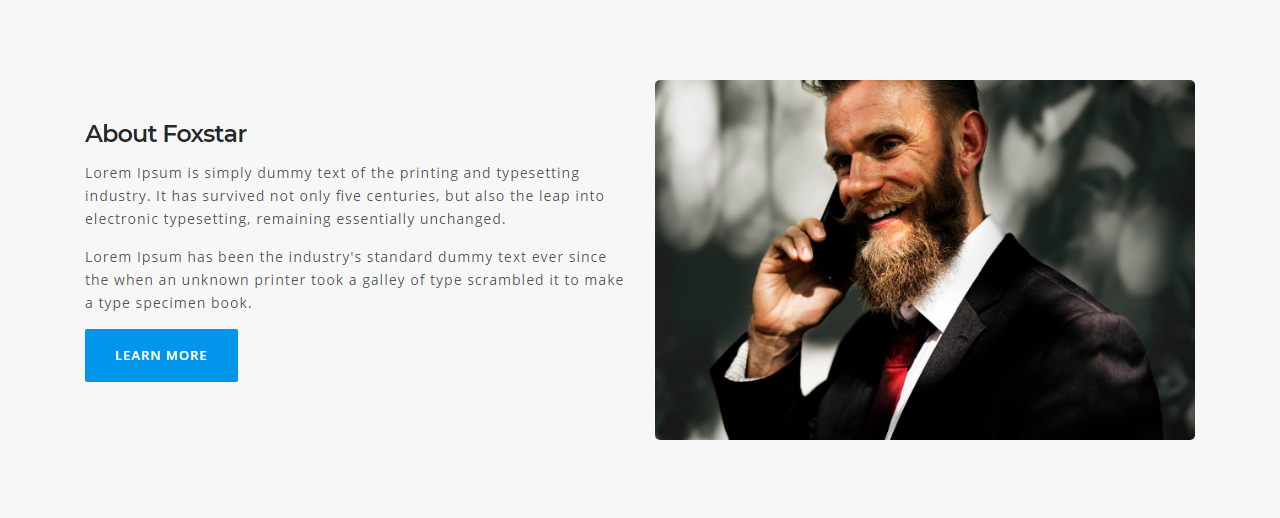 About Foxstar
Lorem Ipsum is simply dummy text of the printing and typesetting
industry. It has survived not only five centuries, but also the leap into
electronic typesetting, remaining essentially unchanged.
Lorem Ipsum has been the industry's standard dummy text ever since
the when an unknown printer took a galley of type scrambled it to make
a type specimen book.
LEARN MORE